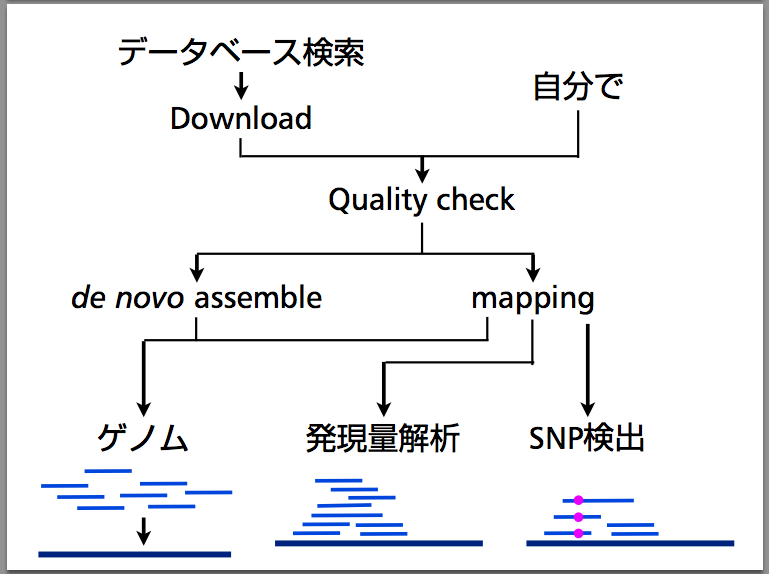 データベース検索
自分で
Download
Quality check
de novo assemble
mapping
ゲノム
発現量解析
SNP検出